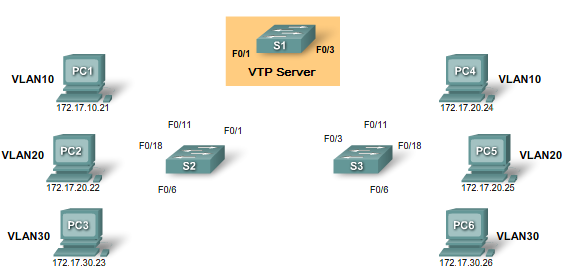 S1
F0/1
F0/3
VTP Server
PC1
VLAN10
172.17.10.21
PC4
VLAN10
172.17.20.24
F0/11
F0/1
F0/18
S2
F0/6
F0/11
F0/3
F0/18
S3
F0/6
PC2
VLAN20
172.17.20.22
PC5
VLAN20
172.17.20.25
PC3
VLAN30
172.17.30.23
PC6
VLAN30
172.17.30.26